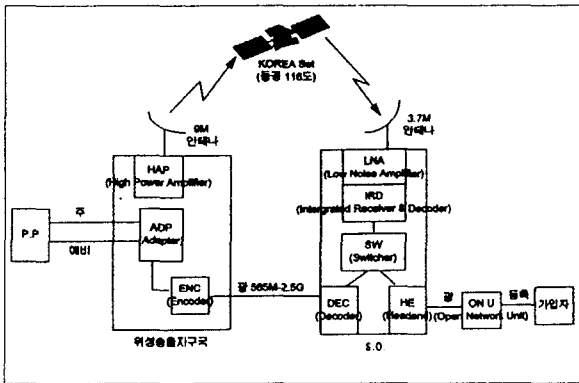 KOREA Sat
(동경 116도)
9M
안테나
3.7M
안테나
HAP
(High Power Amplifier)
LNA
(Low Noise Amplifier)
IRD
(Intergrated Receiver & Decoder)
P.P
주
예비
ADP
(Adapter)
SW
(Switcher)
ENC
(Encoder)
광 565M-2.5G
DEC
(Decoder)
HE
(Headend)
광
ON U
(Open Network Unit)
동축
가입자
위성송출지구국
S.O.